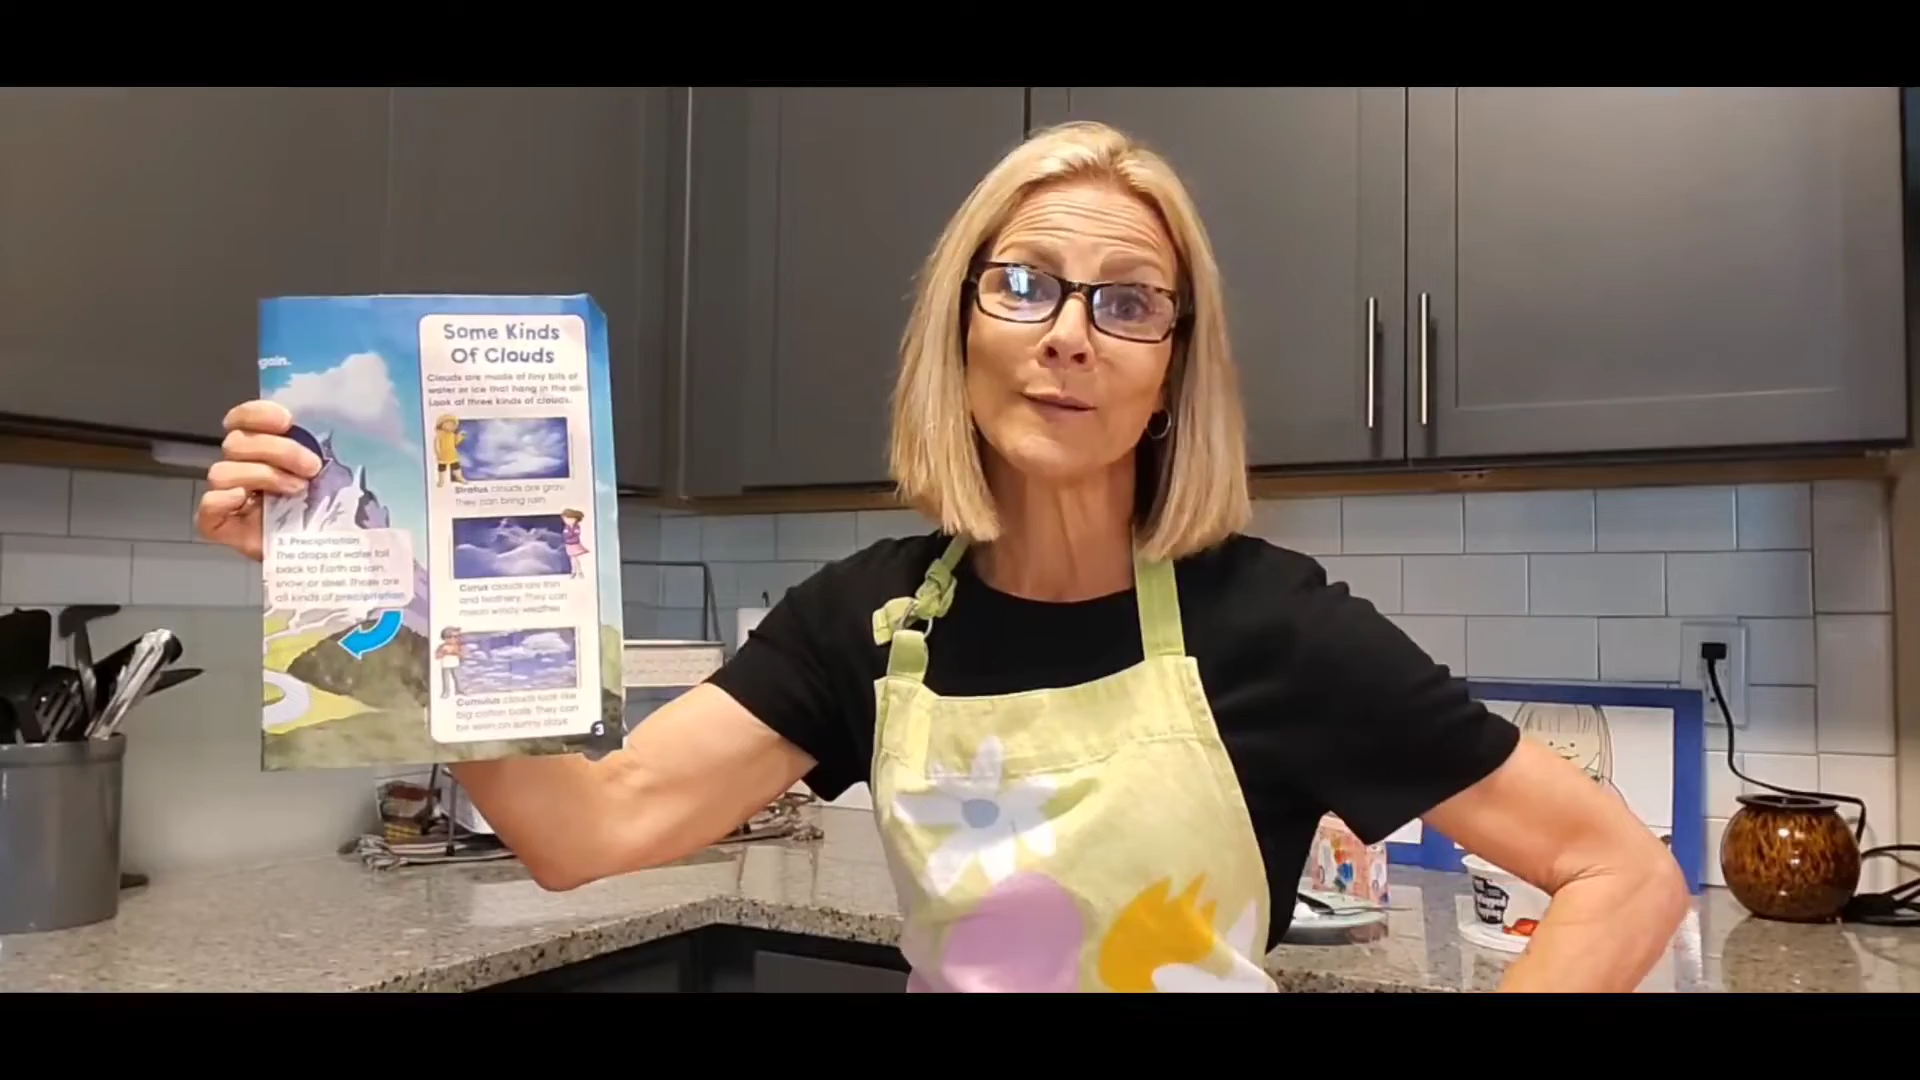 gain.
3. Precipitation
The drops of water fall
back to Earth as rain,
snow, or sleet. These are
all kinds of precipitation.
Some Kinds
Of Clouds
Clouds are made of tiny bits of
water or ice that hang in the air.
Look at three kinds of clouds.
Stratus clouds are gray.
They can bring rain.
Cirrus clouds are thin
and feathery. They can
mean windy weather.
Cumulus clouds look like
big cotton balls. They can
be seen on sunny days.
3